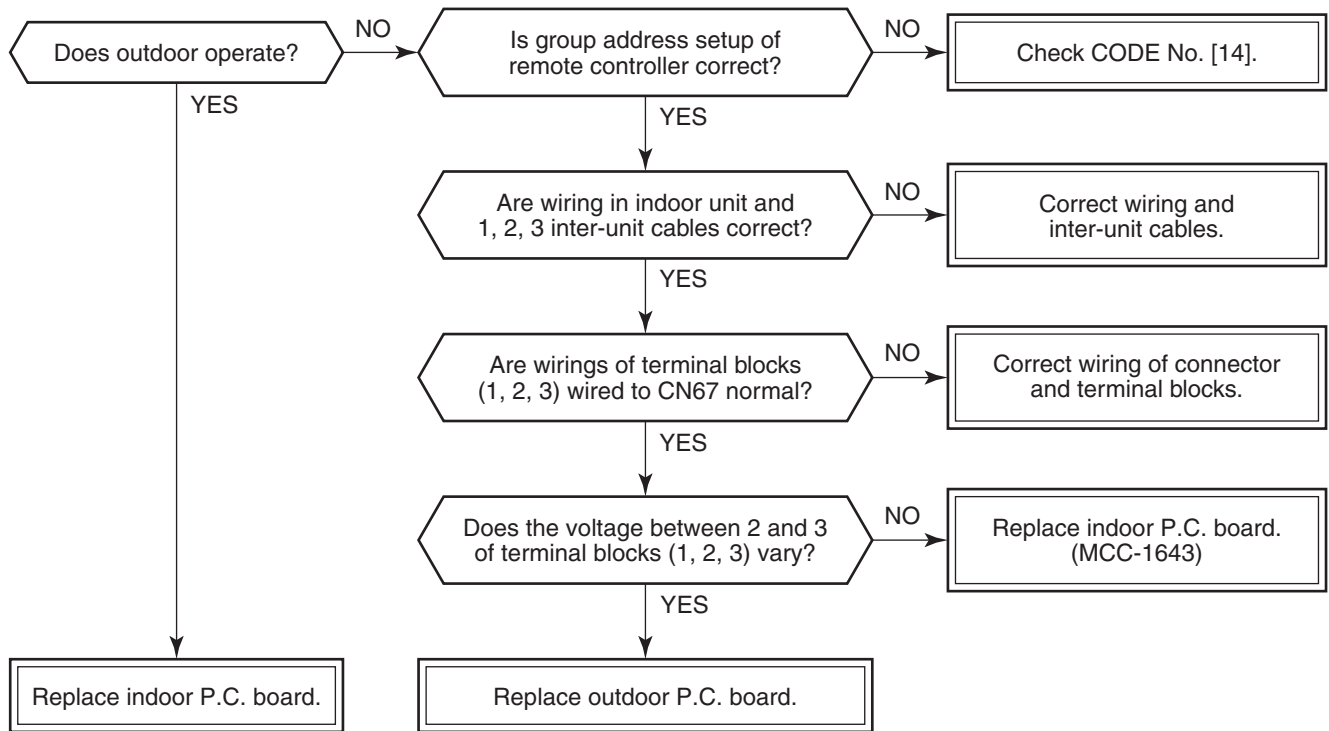 Does outdoor operate?
NO
YES
Is group address setup of
remote controller correct?
NO
Check CODE No. [14].
YES
Are wiring in indoor unit and
1, 2, 3 inter-unit cables correct?
NO
Correct wiring and
inter-unit cables.
YES
Are wirings of terminal blocks
(1, 2, 3) wired to CN67 normal?
NO
Correct wiring of connector
and terminal blocks.
YES
Does the voltage between 2 and 3
of terminal blocks (1, 2, 3) vary?
NO
Replace indoor P.C. board.
(MCC-1643)
YES
Replace indoor P.C. board.
Replace outdoor P.C. board.